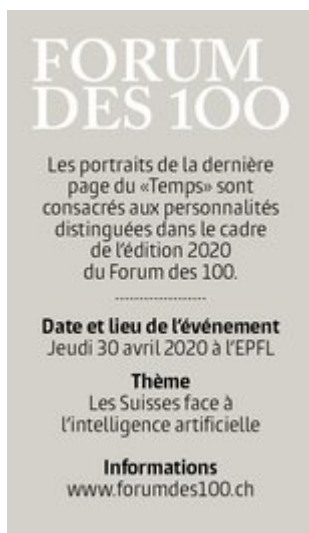 FORUM
DES 100
Les portraits de la dernière
page du «Temps» sont
consacrés aux personnalités
distinguées dans le cadre
de l'édition 2020
du Forum des 100.
Date et lieu de l'événement
Jeudi 30 avril 2020 à l'EPFL
Thème
Les Suisses face à
l'intelligence artificielle
Informations
www.forumdes100.ch